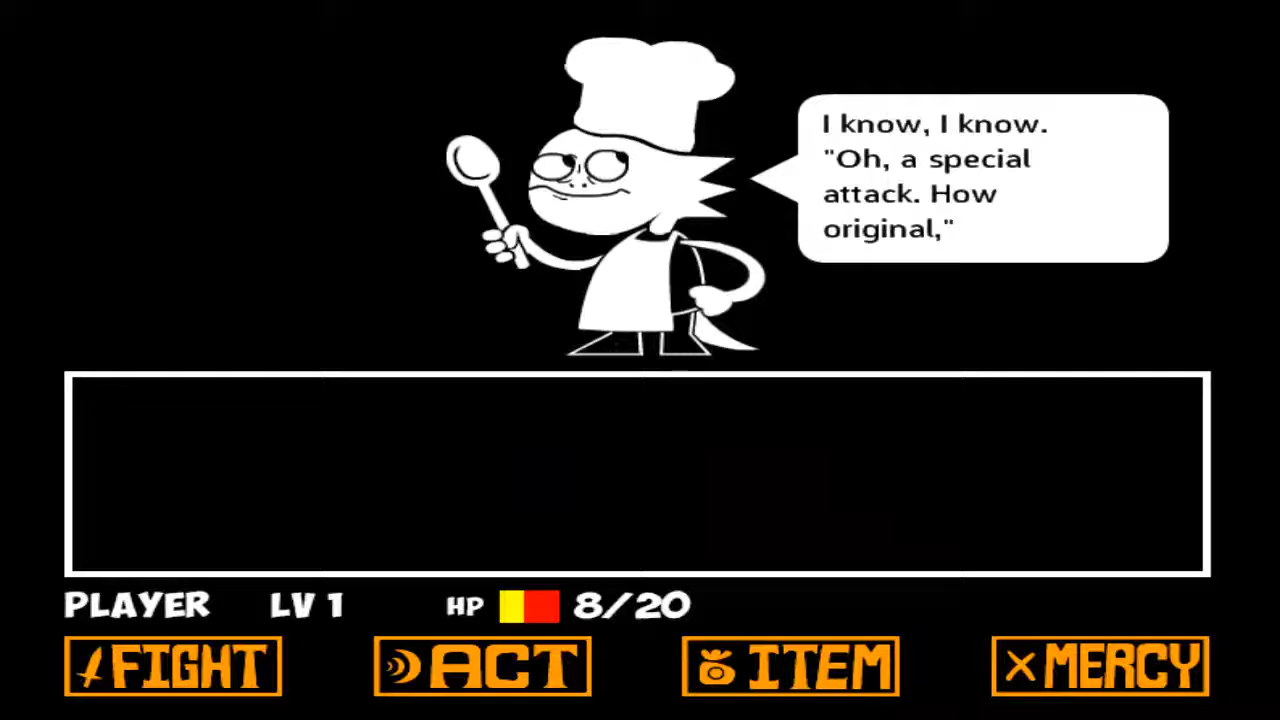 I know, I know.
"Oh, a special
attack. How
original,"
PLAYER LV 1 HP 8/20
FIGHT ACT ITEM MERCY